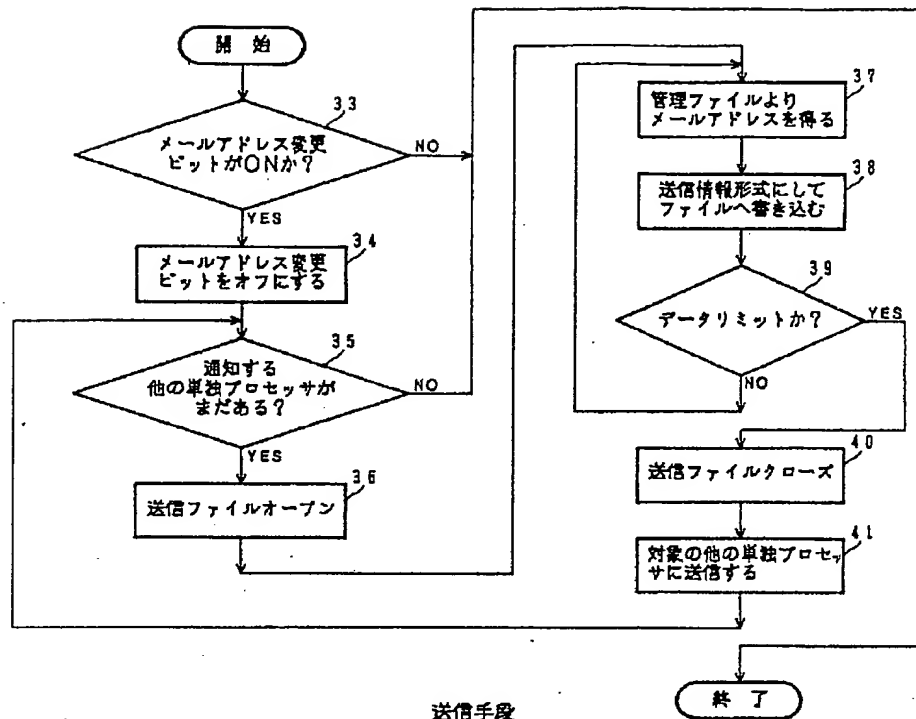 開始
33
メールアドレス変更
ビットがONか?
NO
YES
34
メールアドレス変更
ビットをオフにする
35
通知する
他の単独プロセッサが
まだある?
NO
YES
36
送信ファイルオープン
37
管理ファイルより
メールアドレスを得る
38
送信情報形式にして
ファイルへ書き込む
39
データリミットか?
YES
NO
40
送信ファイルクローズ
41
対象の他の単独プロセッ
サに送信する
終了
送信手段